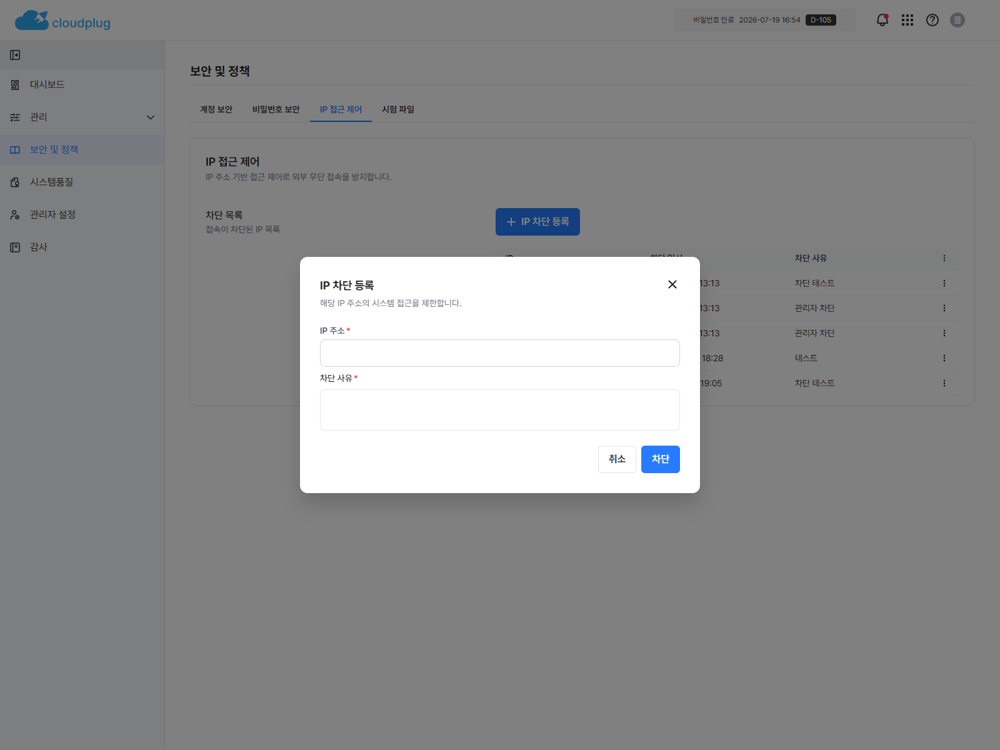 cloudplug
비밀번호 만료 2026-07-19 16:54 D-105
클
대시보드
관리
보안 및 정책
시스템품질
관리자 설정
감사
보안 및 정책
계정 보안 비밀번호 보안 IP 접근 제어 시험 파일
IP 접근 제어
IP 주소 기반 접근 제어로 외부 무단 접속을 방지합니다.
차단 목록
접속이 차단된 IP 목록
IP 차단 등록
IP 차단 일시 차단 사유
13:13 차단 테스트
13:13 관리자 차단
13:13 관리자 차단
18:28 테스트
19:05 차단 테스트
IP 차단 등록
해당 IP 주소의 시스템 접근을 제한합니다.
IP 주소 *
차단 사유 *
취소 차단